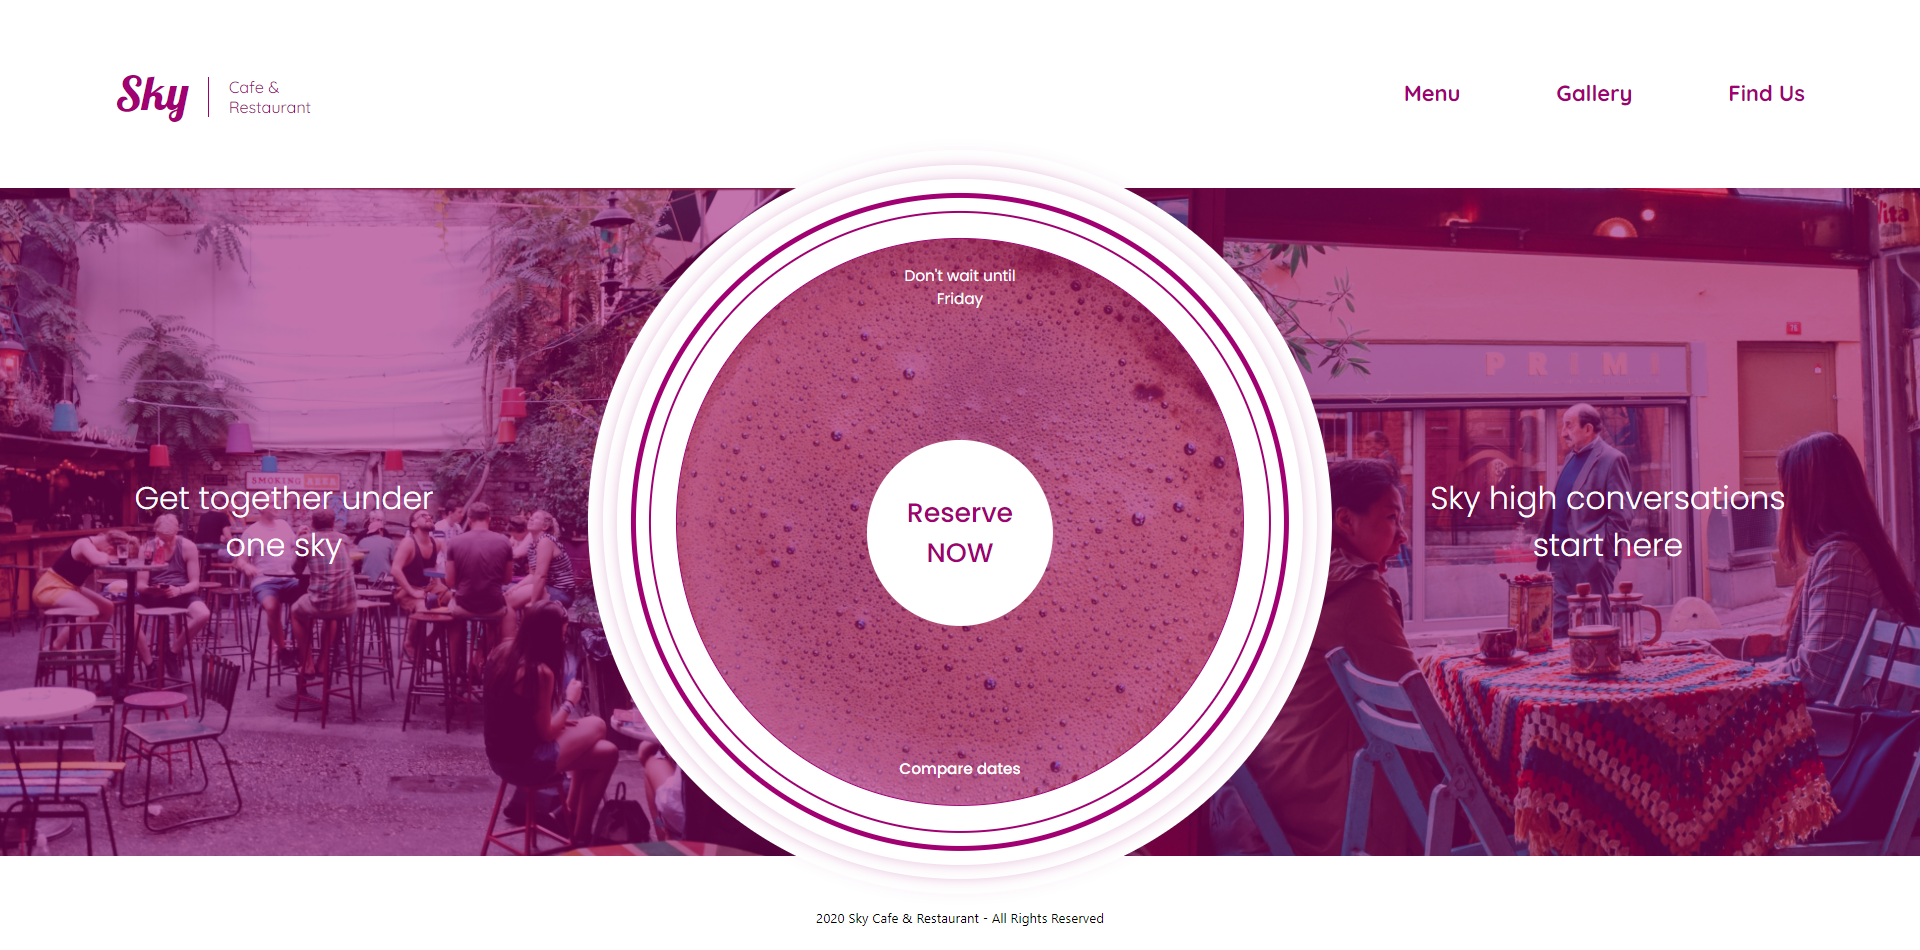 Sky
Cafe &
Restaurant
Menu
Gallery
Find Us
Don't wait until
Friday
Vita
PRIMI
SMOKING AREA
Get together under
one sky
Reserve
NOW
Sky high conversations
start here
Compare dates
2020 Sky Cafe & Restaurant - All Rights Reserved